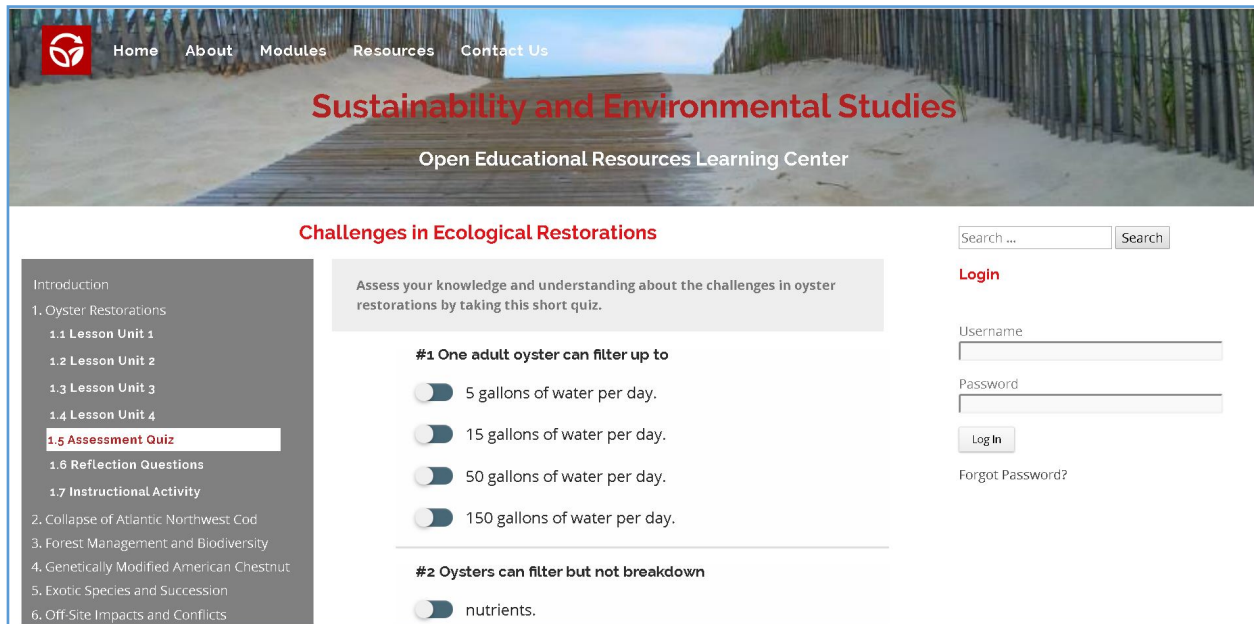 Home About Modules Resources Contact Us
Sustainability and Environmental Studies
Open Educational Resources Learning Center
Challenges in Ecological Restorations
Introduction
1. Oyster Restorations
1.1 Lesson Unit 1
1.2 Lesson Unit 2
1.3 Lesson Unit 3
1.4 Lesson Unit 4
1.5 Assessment Quiz
1.6 Reflection Questions
1.7 Instructional Activity
2. Collapse of Atlantic Northwest Cod
3. Forest Management and Biodiversity
4. Genetically Modified American Chestnut
5. Exotic Species and Succession
6. Off-Site Impacts and Conflicts
Assess your knowledge and understanding about the challenges in oyster
restorations by taking this short quiz.
#1 One adult oyster can filter up to
5 gallons of water per day.
15 gallons of water per day.
50 gallons of water per day.
150 gallons of water per day.
#2 Oysters can filter but not breakdown
nutrients.
Search ... Search
Login
Username
Password
Log In
Forgot Password?